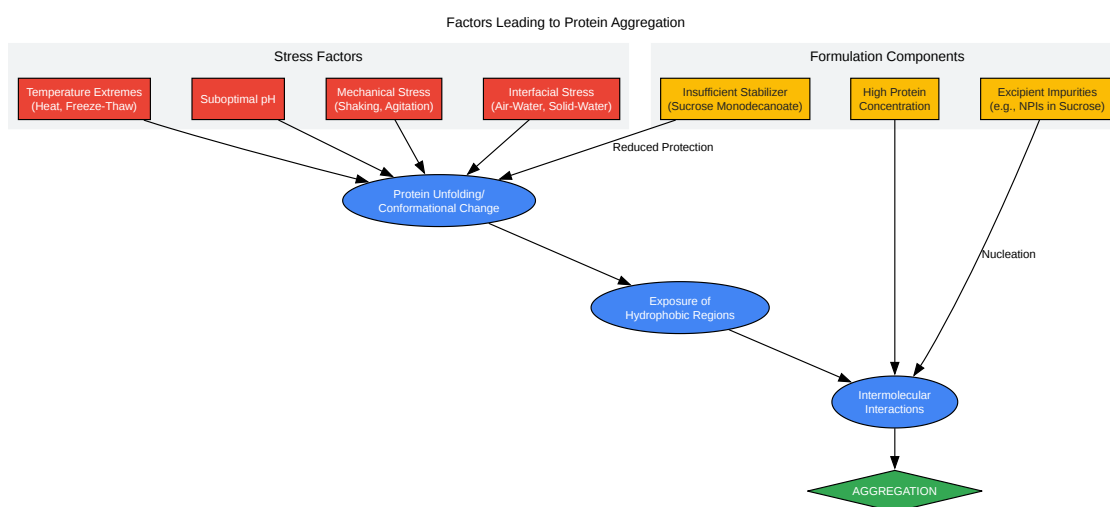 Factors Leading to Protein Aggregation
Stress Factors
Formulation Components
Temperature Extremes
(Heat, Freeze-Thaw)
Suboptimal pH
Mechanical Stress
(Shaking, Agitation)
Interfacial Stress
(Air-Water, Solid-Water)
Insufficient Stabilizer
(Sucrose Monodecanoate)
High Protein
Concentration
Excipient Impurities
(e.g., NPIs in Sucrose)
Reduced Protection
Protein Unfolding/
Conformational Change
Nucleation
Exposure of
Hydrophobic Regions
Intermolecular
Interactions
AGGREGATION